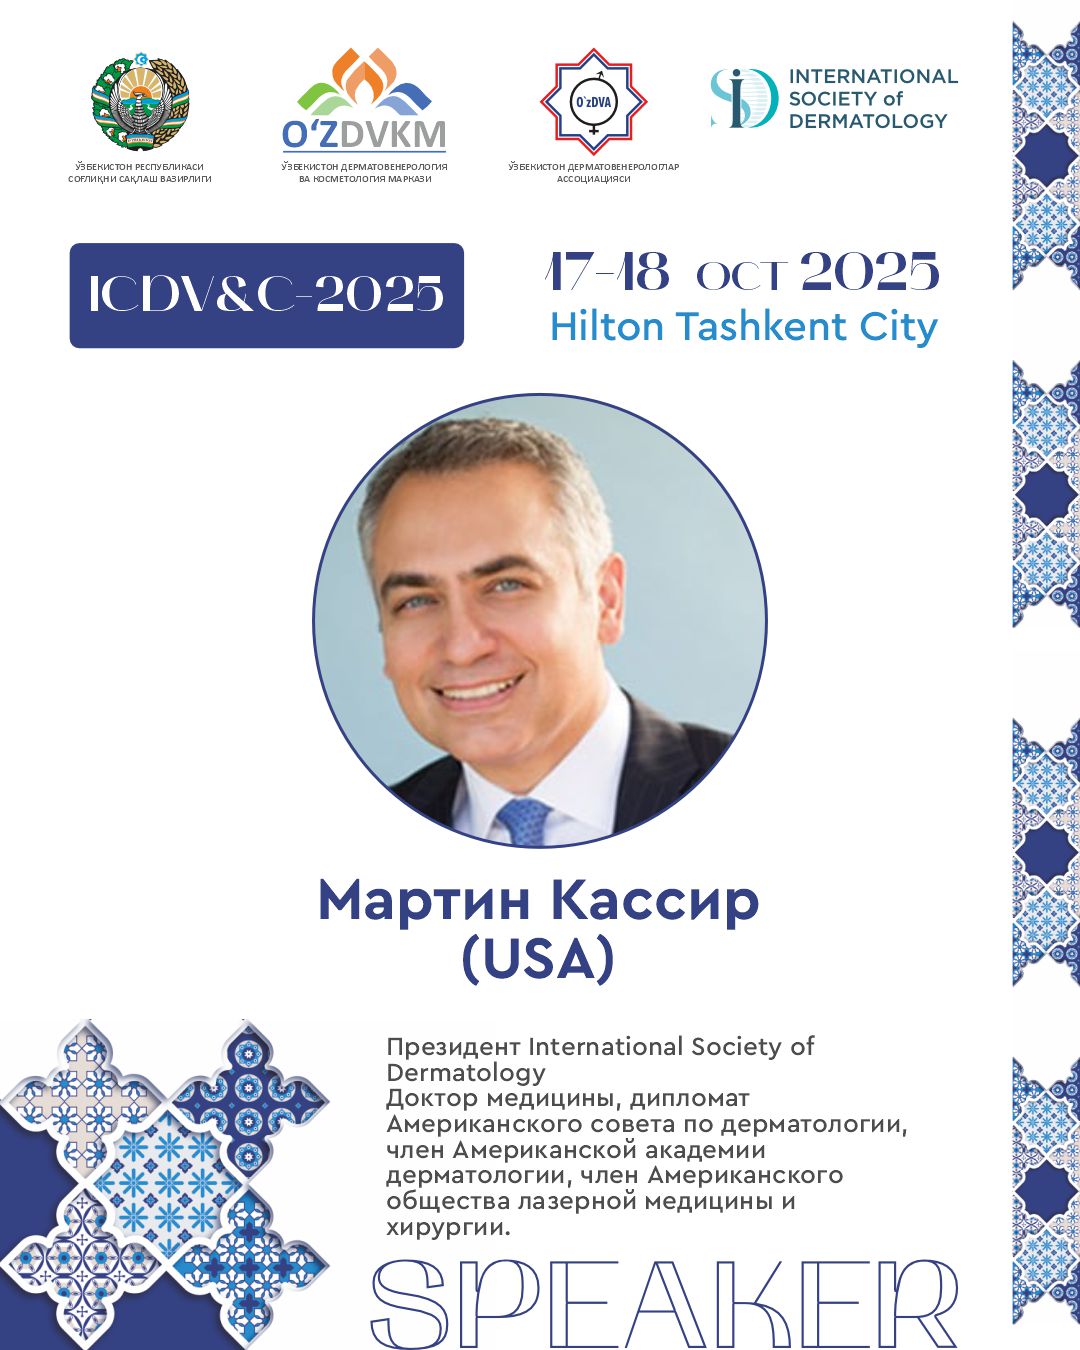 O'ZDVKM
O'zDVA
SiD
INTERNATIONAL
SOCIETY of
DERMATOLOGY
ЎЗБЕКИСТОН РЕСПУБЛИКАСИ
СОҒЛИҚНИ САҚЛАШ ВАЗИРЛИГИ
ЎЗБЕКИСТОН ДЕРМАТОВЕНЕРОЛОГИЯ
ВА КОСМЕТОЛОГИЯ МАРКАЗИ
ЎЗБЕКИСТОН ДЕРМАТОВЕНЕРОЛОГЛАР
АССОЦИАЦИЯСИ
ICDV&C-2025
17-18 OCT 2025
Hilton Tashkent City
Мартин Кассир
(USA)
Президент International Society of
Dermatology
Доктор медицины, дипломат
Американского совета по дерматологии,
член Американской академии
дерматологии, член Американского
общества лазерной медицины и
хирургии.
SPEAKER